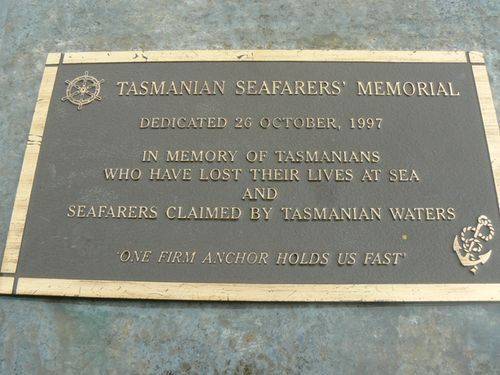 TASMANIAN SEAFARERS' MEMORIAL
DEDICATED 26 OCTOBER, 1997
IN MEMORY OF TASMANIANS
WHO HAVE LOST THEIR LIVES AT SEA
AND
SEAFARERS CLAIMED BY TASMANIAN WATERS
'ONE FIRM ANCHOR HOLDS US FAST'